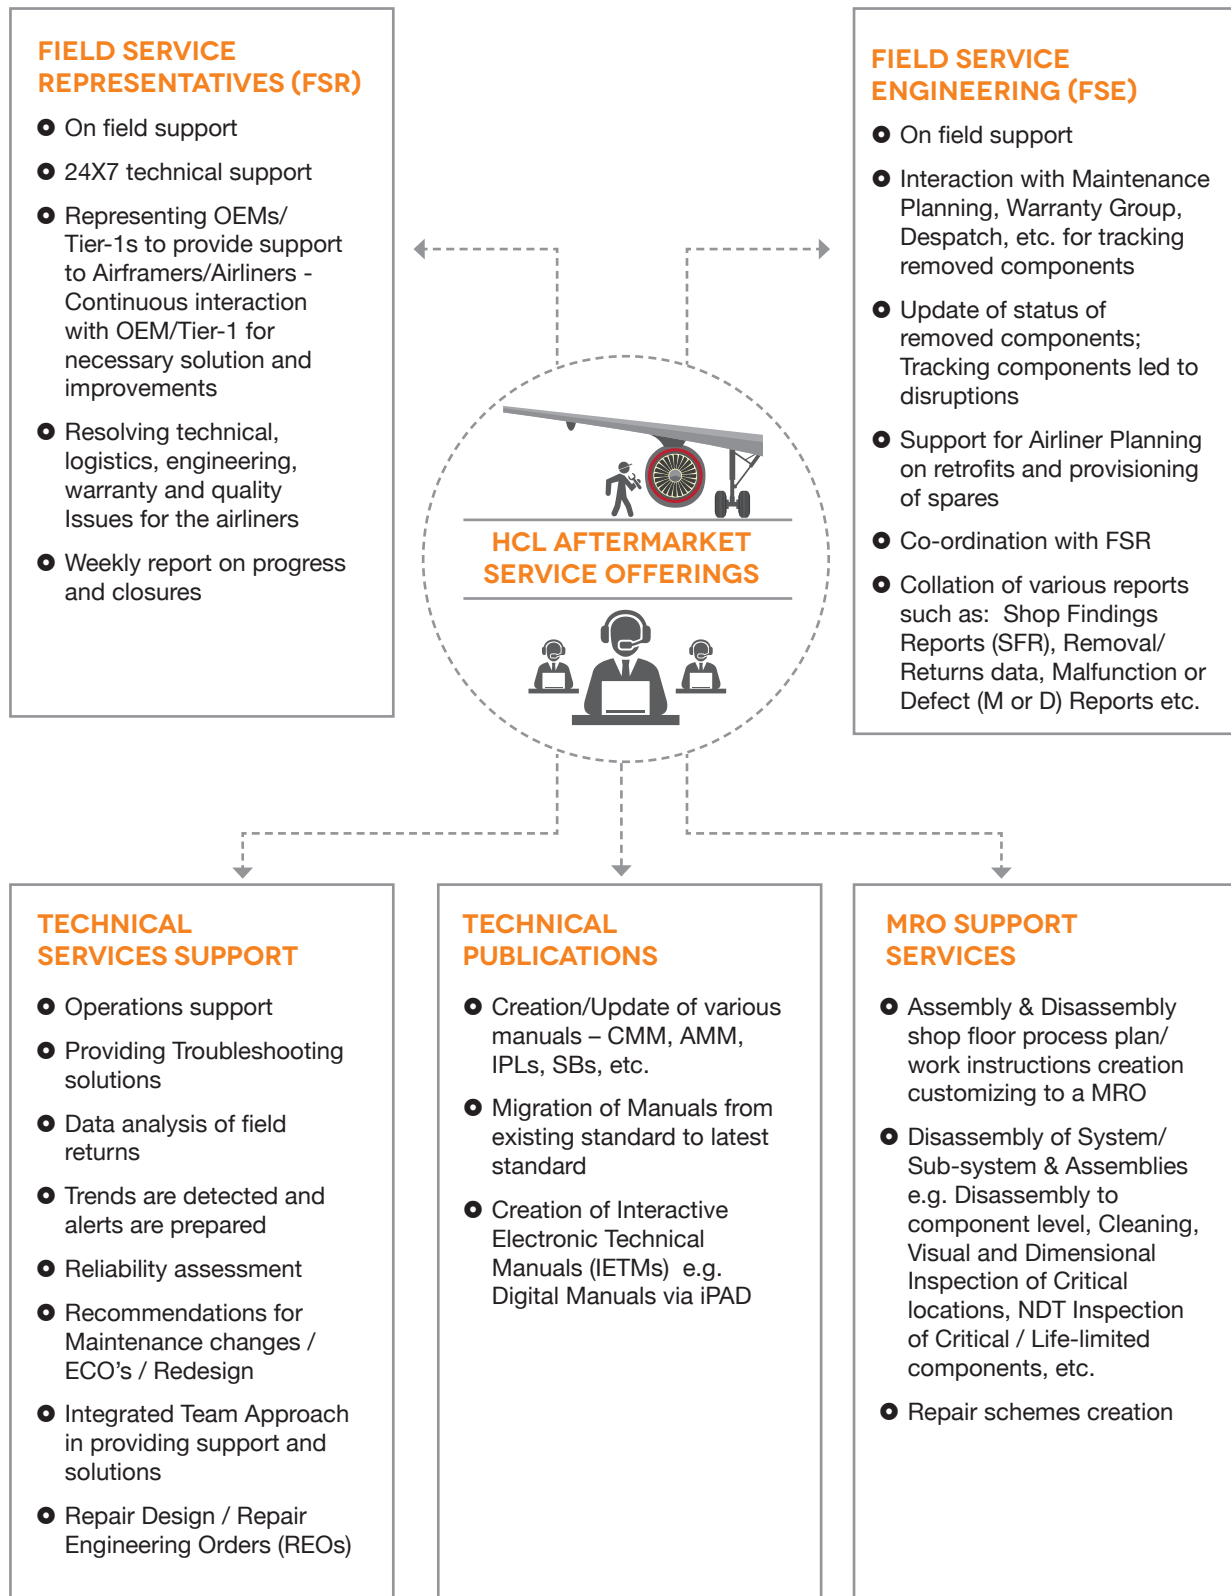 FIELD SERVICE
REPRESENTATIVES (FSR)
On field support
24X7 technical support
Representing OEMs/
Tier-1s to provide support
to Airframers/Airliners -
Continuous interaction
with OEM/Tier-1 for
necessary solution and
improvements
Resolving technical,
logistics, engineering,
warranty and quality
Issues for the airliners
Weekly report on progress
and closures
FIELD SERVICE
ENGINEERING (FSE)
On field support
Interaction with Maintenance
Planning, Warranty Group,
Despatch, etc. for tracking
removed components
Update of status of
removed components;
Tracking components led to
disruptions
Support for Airliner Planning
on retrofits and provisioning
of spares
Co-ordination with FSR
Collation of various reports
such as:  Shop Findings
Reports (SFR), Removal/
Returns data, Malfunction or
Defect (M or D) Reports etc.
HCL AFTERMARKET
SERVICE OFFERINGS
TECHNICAL
SERVICES SUPPORT
Operations support
Providing Troubleshooting
solutions
Data analysis of field
returns
Trends are detected and
alerts are prepared
Reliability assessment
Recommendations for
Maintenance changes /
ECO's / Redesign
Integrated Team Approach
in providing support and
solutions
Repair Design / Repair
Engineering Orders (REOs)
TECHNICAL
PUBLICATIONS
Creation/Update of various
manuals – CMM, AMM,
IPLs, SBs, etc.
Migration of Manuals from
existing standard to latest
standard
Creation of Interactive
Electronic Technical
Manuals (IETMs)  e.g.
Digital Manuals via iPAD
MRO SUPPORT
SERVICES
Assembly & Disassembly
shop floor process plan/
work instructions creation
customizing to a MRO
Disassembly of System/
Sub-system & Assemblies
e.g. Disassembly to
component level, Cleaning,
Visual and Dimensional
Inspection of Critical
locations, NDT Inspection
of Critical / Life-limited
components, etc.
Repair schemes creation